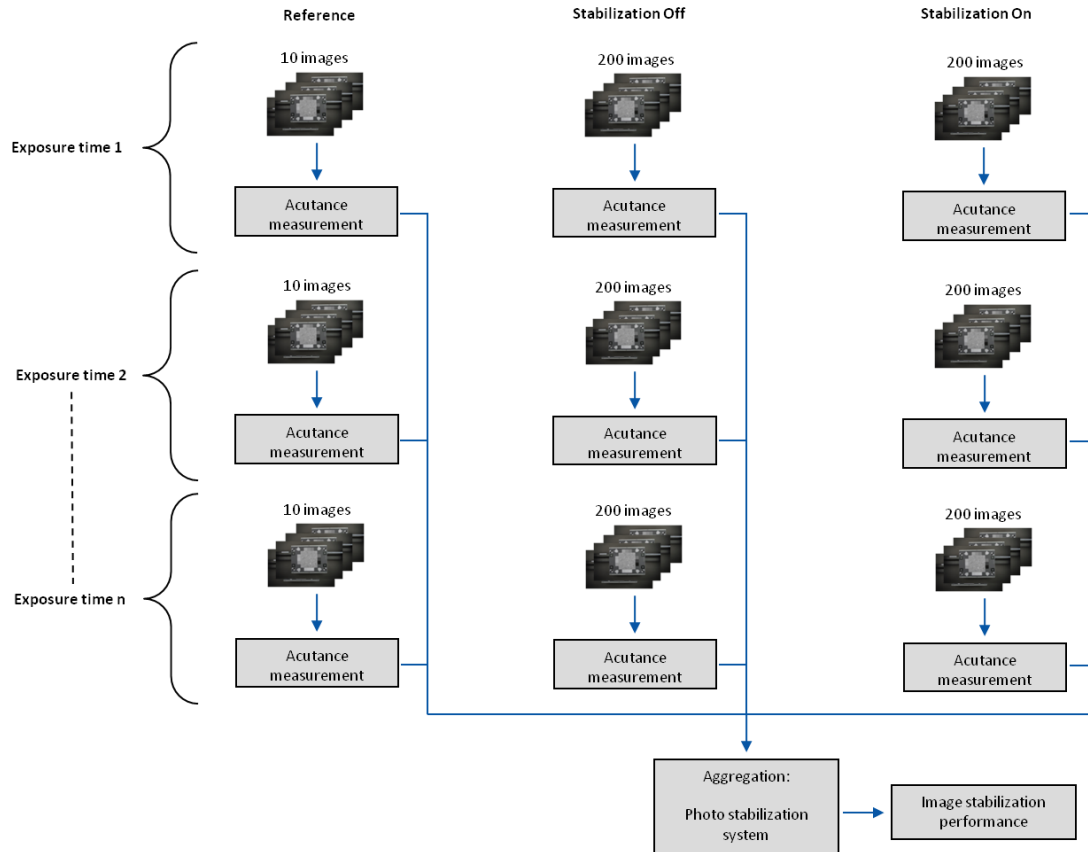 Reference
Stabilization Off
Stabilization On
10 images
200 images
200 images
Exposure time 1
Acutance
measurement
Acutance
measurement
Acutance
measurement
10 images
200 images
200 images
Exposure time 2
Acutance
measurement
Acutance
measurement
Acutance
measurement
10 images
200 images
200 images
Exposure time n
Acutance
measurement
Acutance
measurement
Acutance
measurement
Aggregation:
Photo stabilization
system
Image stabilization
performance